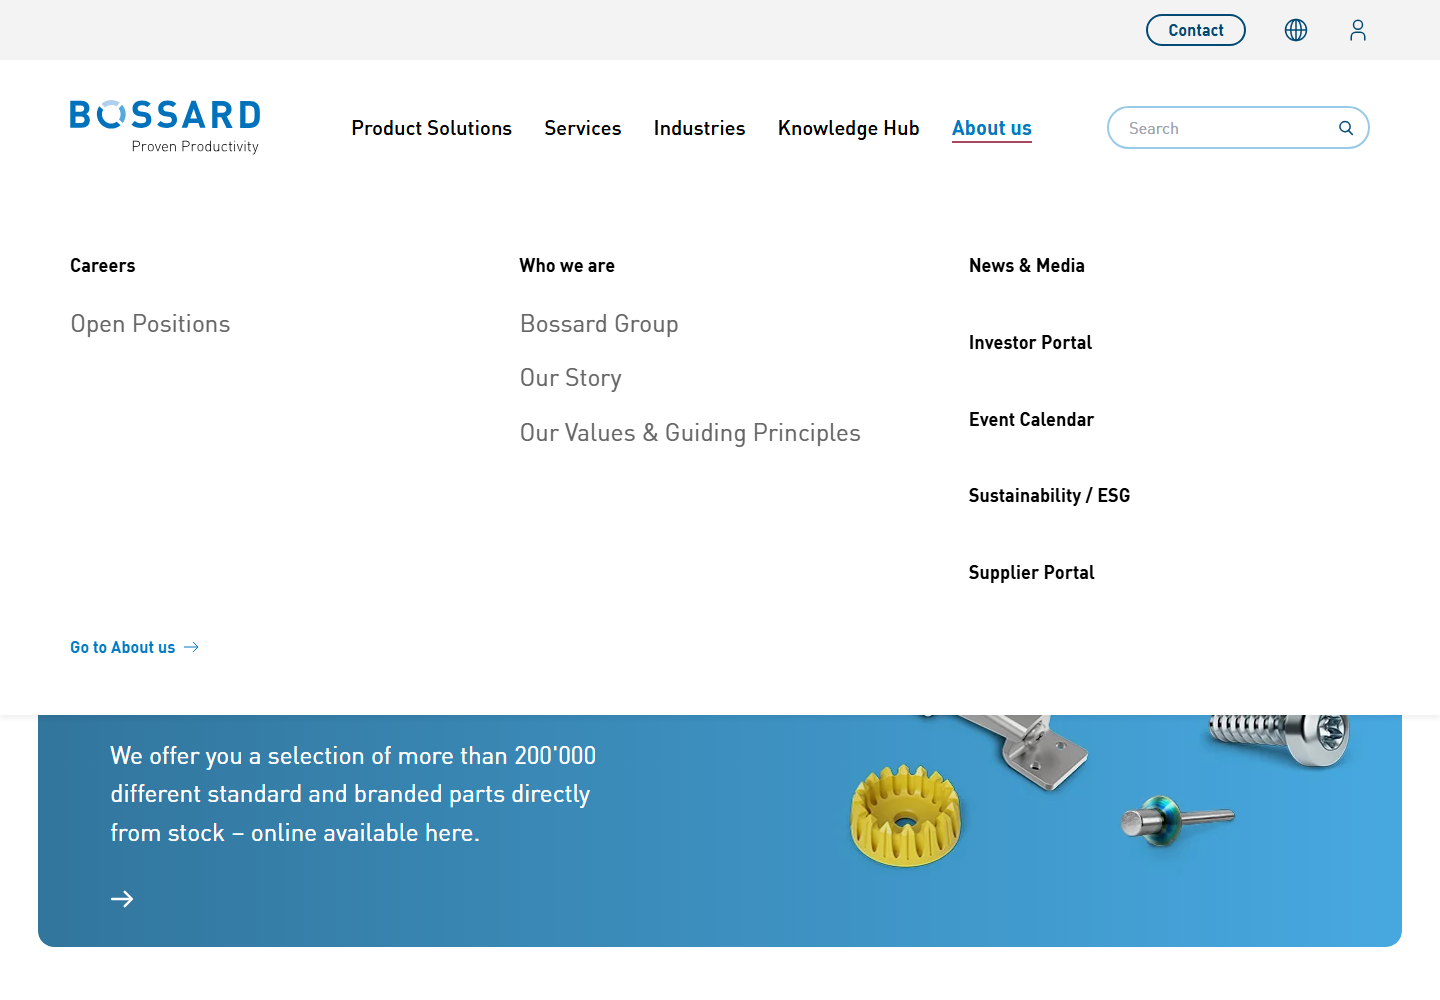 Contact
BOSSARD
Proven Productivity
Product Solutions
Services
Industries
Knowledge Hub
About us
Search
Careers
Open Positions
Who we are
Bossard Group
Our Story
Our Values & Guiding Principles
News & Media
Investor Portal
Event Calendar
Sustainability / ESG
Supplier Portal
Go to About us
We offer you a selection of more than 200'000
different standard and branded parts directly
from stock – online available here.